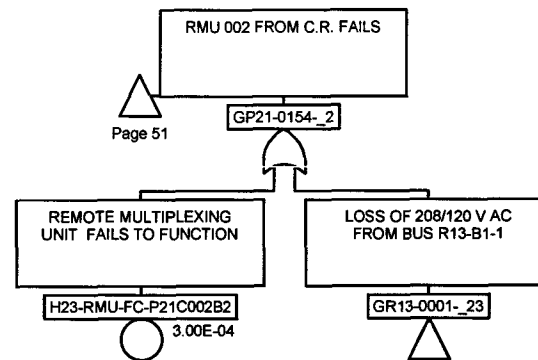 RMU 002 FROM C.R. FAILS
Page 51
GP21-0154-_2
REMOTE MULTIPLEXING
UNIT FAILS TO FUNCTION
LOSS OF 208/120 V AC
FROM BUS R13-B1-1
H23-RMU-FC-P21C002B2
GR13-0001-_23
3.00E-04